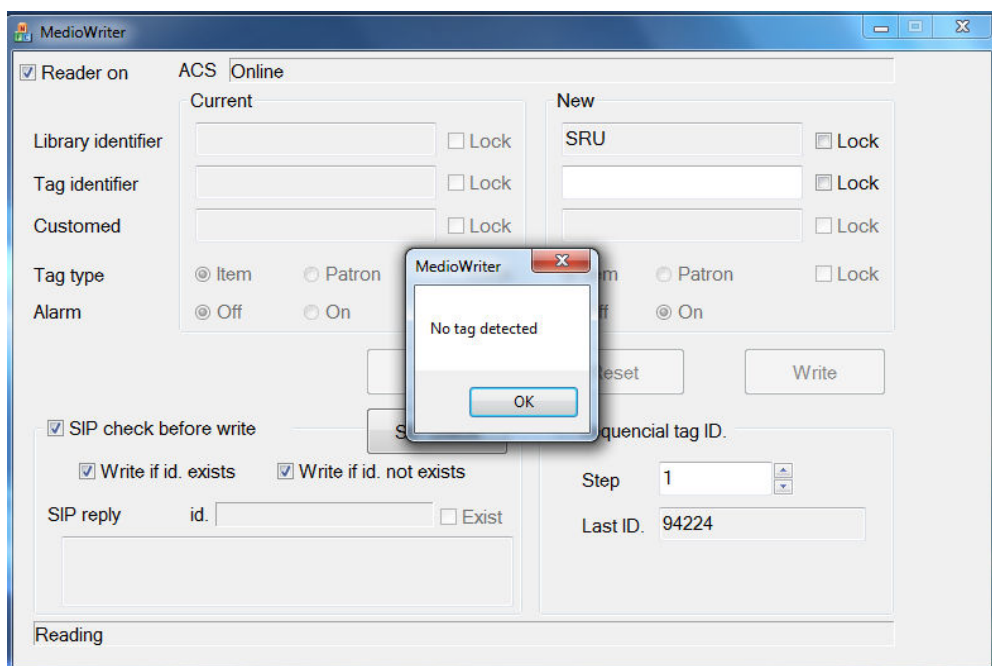 MedioWriter
Reader on ACS Online
Current New
Library identifier Lock SRU Lock
Tag identifier Lock Lock
Customed Lock Lock
MedioWriter
Tag type Item Patron Patron Lock
Alarm Off On On
No tag detected
Write
OK
SIP check before write
Write if id. exists Write if id. not exists
Step 1
SIP reply id. Exist
Last ID. 94224
Reading